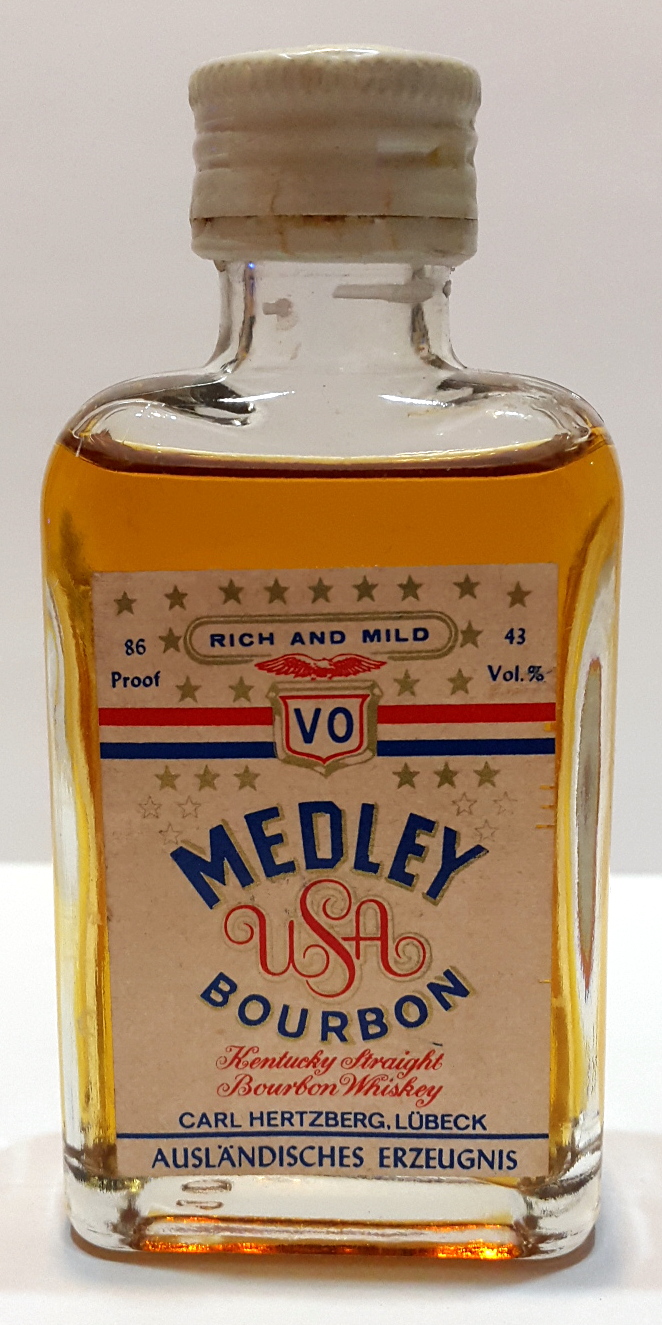 RICH AND MILD
86
Proof
43
Vol.%
VO
MEDLEY
USA
BOURBON
Kentucky Straight
Bourbon Whiskey
CARL HERTZBERG, LÜBECK
AUSLÄNDISCHES ERZEUGNIS